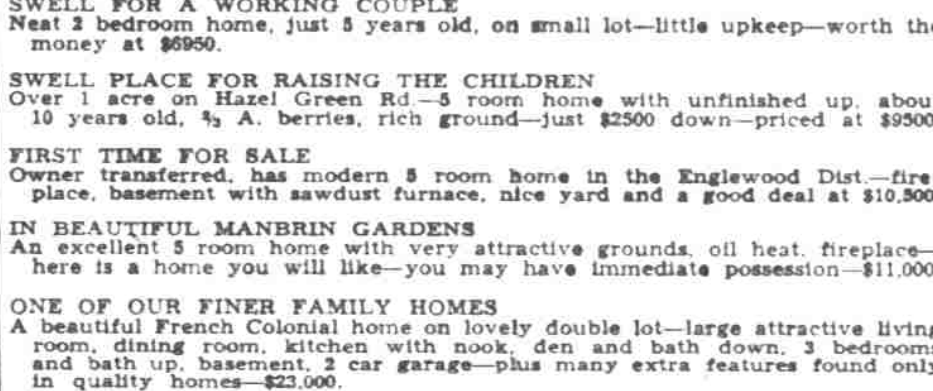 SWELL FOR A WORKING COUPLE
Neat 2 bedroom home, just 5 years old, on small lot—little upkeep—worth the
money at $6950.
SWELL PLACE FOR RAISING THE CHILDREN
Over 1 acre on Hazel Green Rd.—5 room home with unfinished up. abou
10 years old, ⅔ A. berries, rich ground—just $2500 down—priced at $9500
FIRST TIME FOR SALE
Owner transferred, has modern 5 room home in the Englewood Dist.—fire
place, basement with sawdust furnace, nice yard and a good deal at $10,500
IN BEAUTIFUL MANBRIN GARDENS
An excellent 5 room home with very attractive grounds, oil heat, fireplace—
here is a home you will like—you may have immediate possession—$11,000
ONE OF OUR FINER FAMILY HOMES
A beautiful French Colonial home on lovely double lot—large attractive living
room, dining room, kitchen with nook, den and bath down, 3 bedrooms
and bath up, basement, 2 car garage—plus many extra features found only
in quality homes—$23,000.